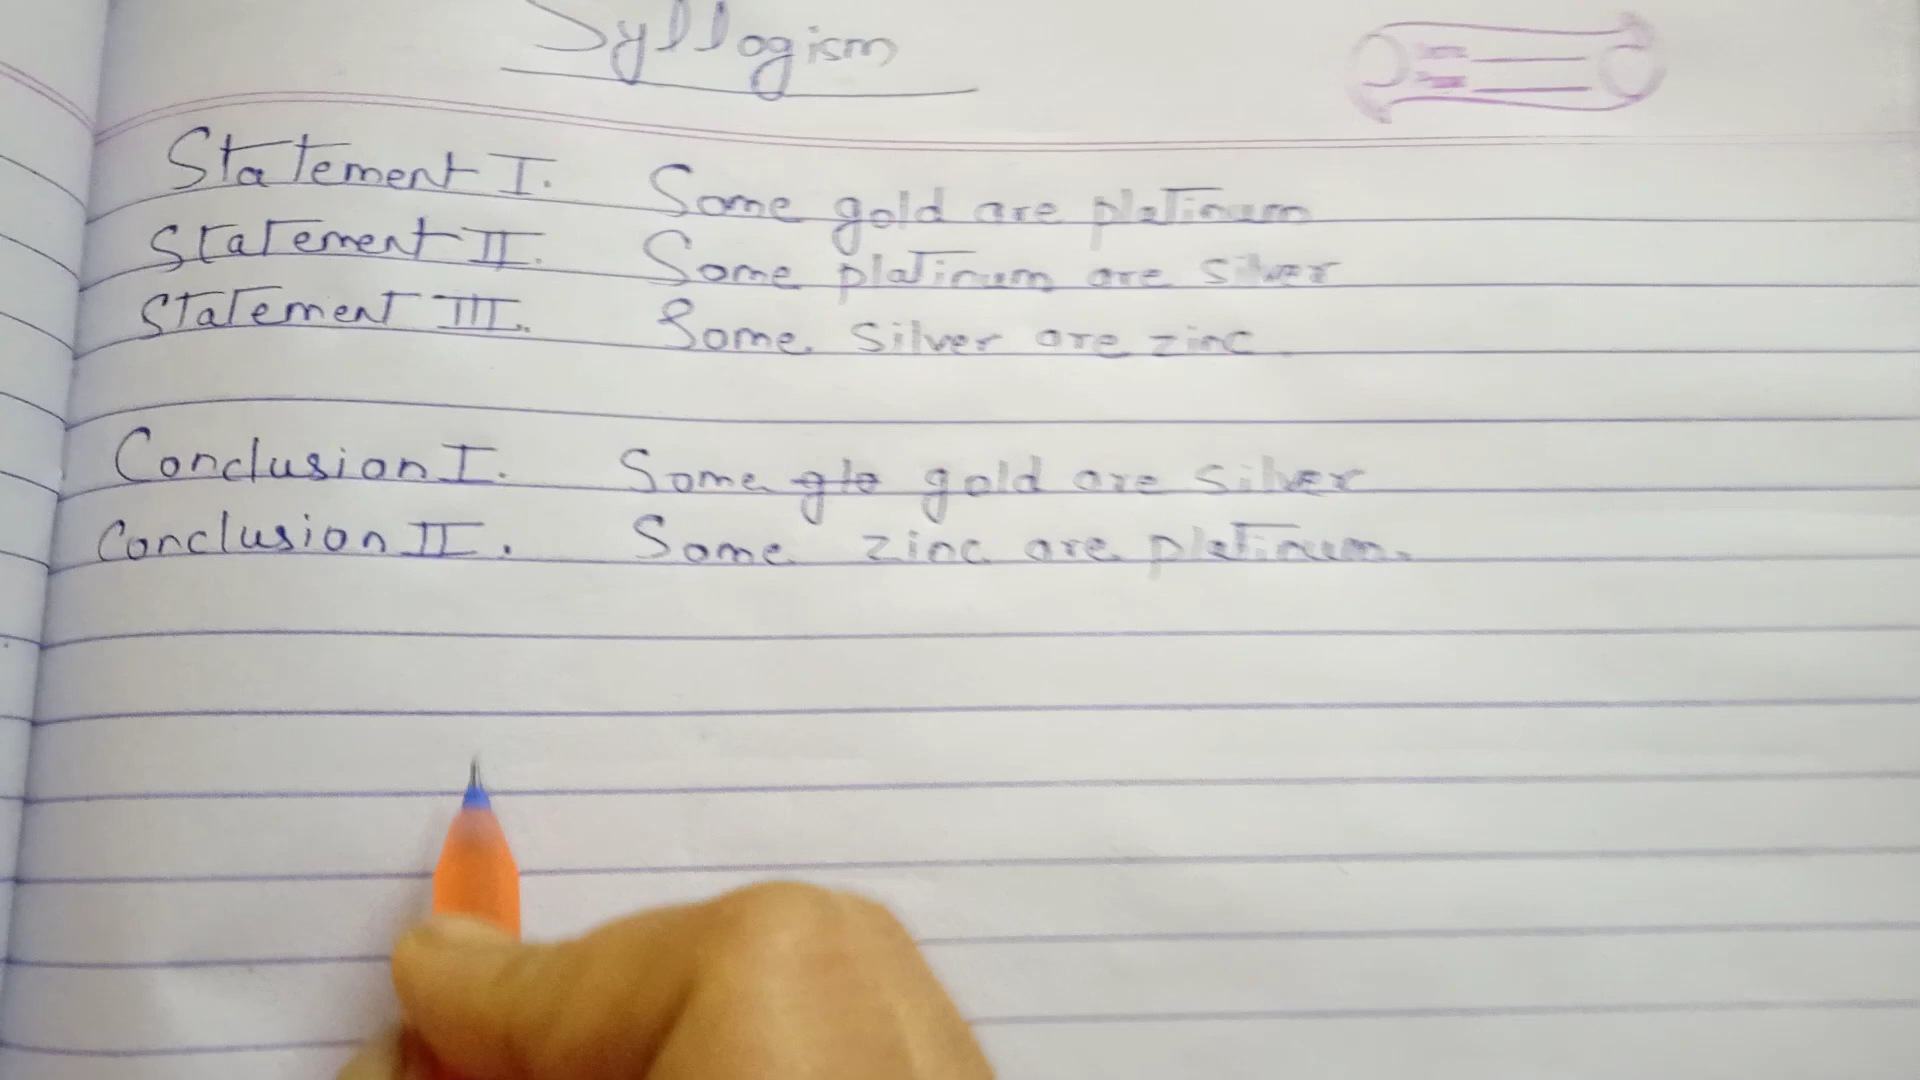 Syllogism
Statement I. Some gold are platinum
Statement II. Some platinum are silver
Statement III. Some silver are zinc
Conclusion I. Some glo gold are silver
Conclusion II. Some zinc are platinum.